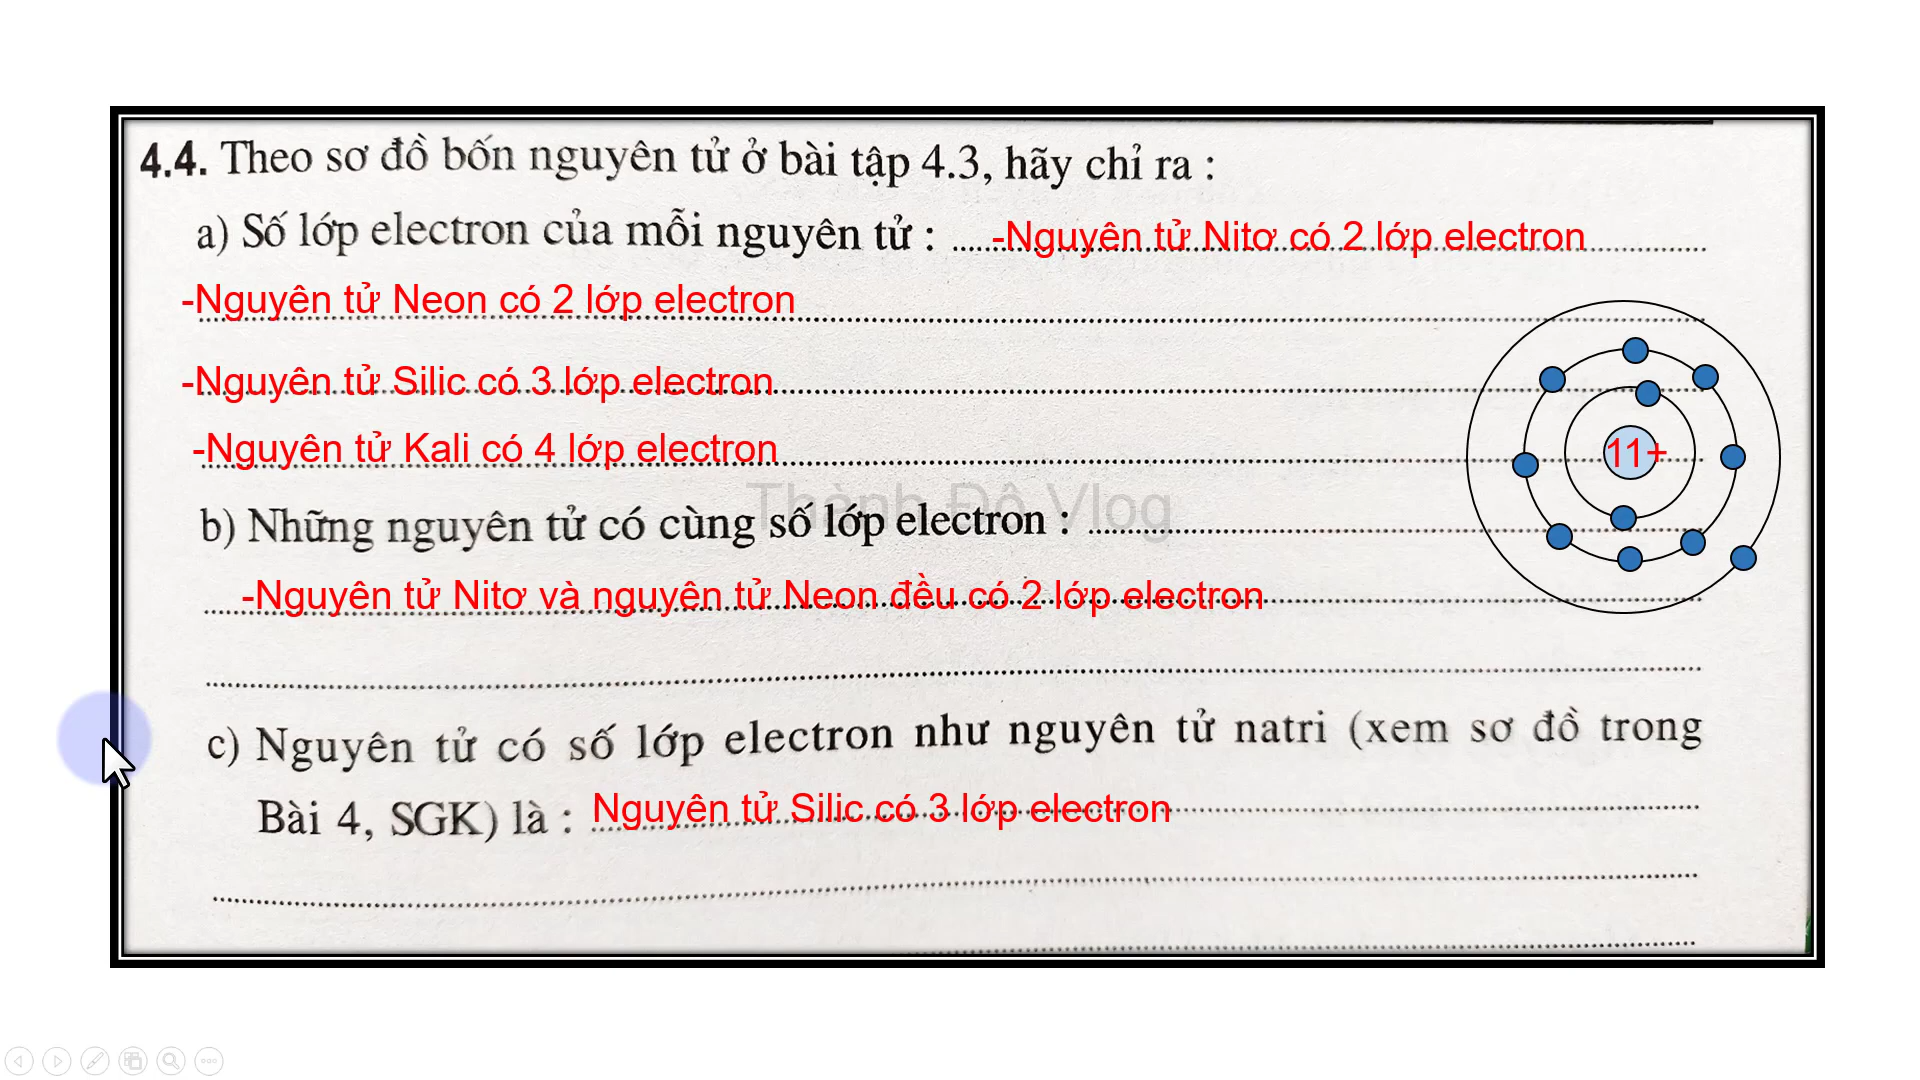 4.4. Theo sơ đồ bốn nguyên tử ở bài tập 4.3, hãy chỉ ra :
a) Số lớp electron của mỗi nguyên tử : -Nguyên tử Nitơ có 2 lớp electron
-Nguyên tử Neon có 2 lớp electron
-Nguyên tử Silic có 3 lớp electron
-Nguyên tử Kali có 4 lớp electron
11+
Thành Đô Vlog
b) Những nguyên tử có cùng số lớp electron :
-Nguyên tử Nitơ và nguyên tử Neon đều có 2 lớp electron
c) Nguyên tử có số lớp electron như nguyên tử natri (xem sơ đồ trong
Bài 4, SGK) là : Nguyên tử Silic có 3 lớp electron